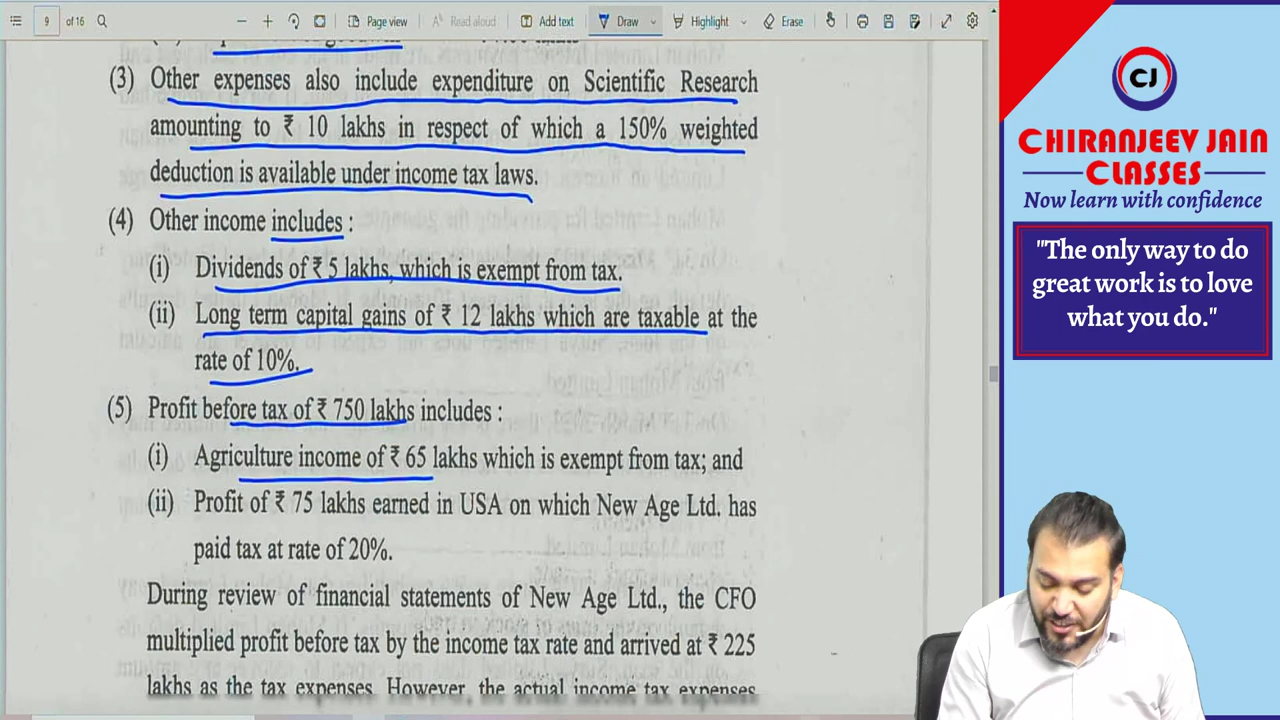 9 of 16
Page view
Read aloud
Add text
Draw
Highlight
Erase
(3) Other expenses also include expenditure on Scientific Research
amounting to ₹ 10 lakhs in respect of which a 150% weighted
deduction is available under income tax laws.
(4) Other income includes :
(i) Dividends of ₹ 5 lakhs, which is exempt from tax.
(ii) Long term capital gains of ₹ 12 lakhs which are taxable at the
rate of 10%.
(5) Profit before tax of ₹ 750 lakhs includes :
(i) Agriculture income of ₹ 65 lakhs which is exempt from tax; and
(ii) Profit of ₹ 75 lakhs earned in USA on which New Age Ltd. has
paid tax at rate of 20%.
During review of financial statements of New Age Ltd., the CFO
multiplied profit before tax by the income tax rate and arrived at ₹ 225
lakhs as the tax expenses. However, the actual income tax expenses
CJ
CHIRANJEEV JAIN
CLASSES
Now learn with confidence
"The only way to do
great work is to love
what you do."